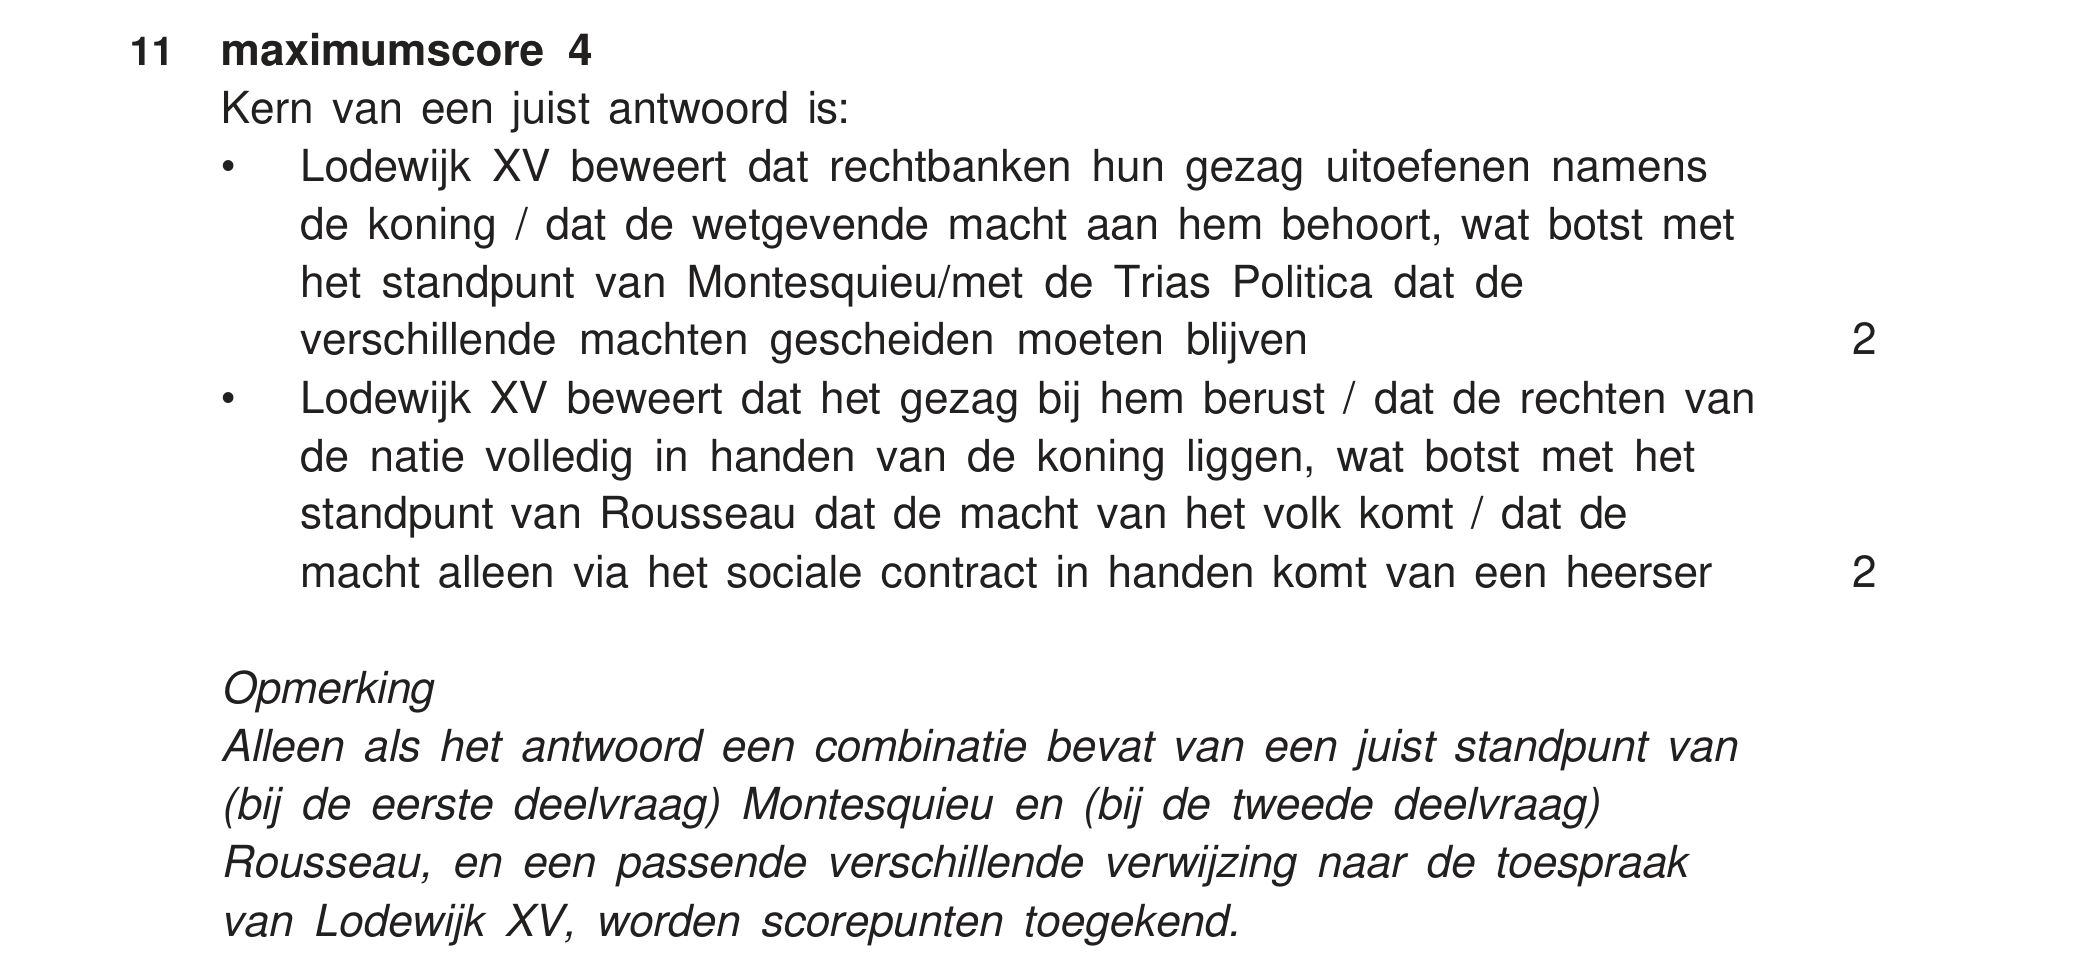 11 maximumscore 4
Kern van een juist antwoord is:
• Lodewijk XV beweert dat rechtbanken hun gezag uitoefenen namens
de koning / dat de wetgevende macht aan hem behoort, wat botst met
het standpunt van Montesquieu/met de Trias Politica dat de
verschillende machten gescheiden moeten blijven 2
• Lodewijk XV beweert dat het gezag bij hem berust / dat de rechten van
de natie volledig in handen van de koning liggen, wat botst met het
standpunt van Rousseau dat de macht van het volk komt / dat de
macht alleen via het sociale contract in handen komt van een heerser 2
Opmerking
Alleen als het antwoord een combinatie bevat van een juist standpunt van
(bij de eerste deelvraag) Montesquieu en (bij de tweede deelvraag)
Rousseau, en een passende verschillende verwijzing naar de toespraak
van Lodewijk XV, worden scorepunten toegekend.